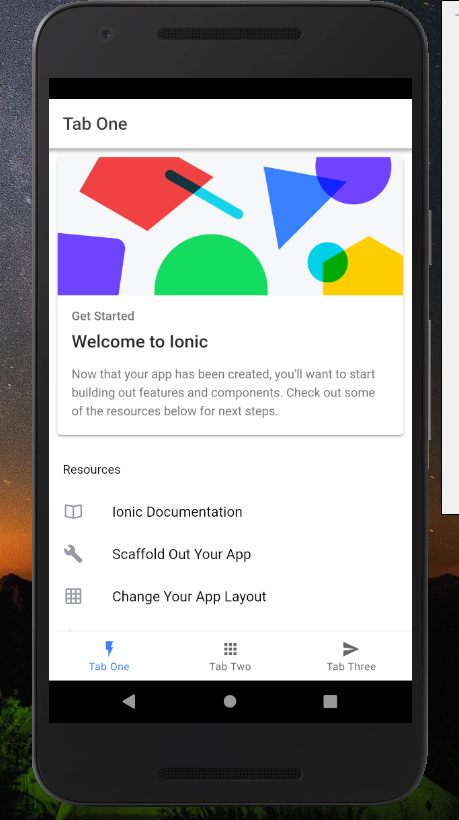 Tab One
Get Started
Welcome to Ionic
Now that your app has been created, you'll want to start
building out features and components. Check out some
of the resources below for next steps.
Resources
Ionic Documentation
Scaffold Out Your App
Change Your App Layout
Tab One
Tab Two
Tab Three